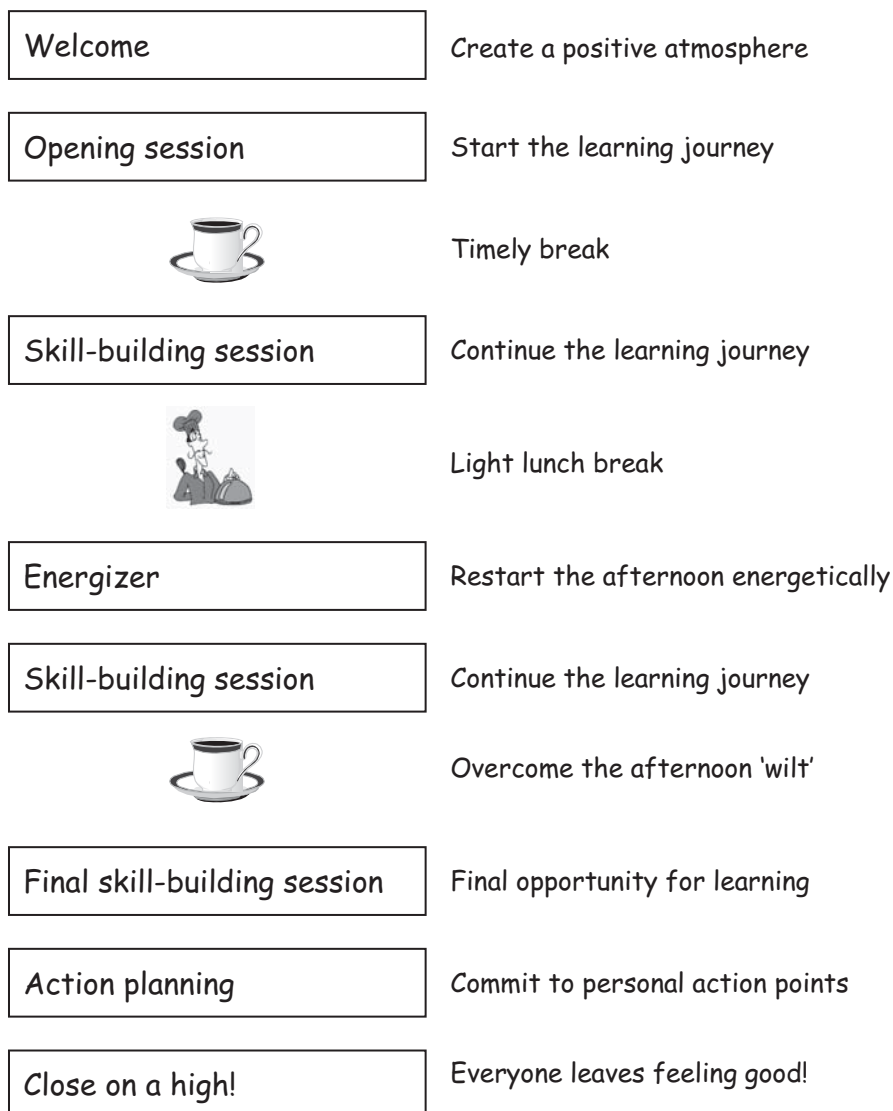 Welcome
Create a positive atmosphere
Opening session
Start the learning journey
Timely break
Skill-building session
Continue the learning journey
Light lunch break
Energizer
Restart the afternoon energetically
Skill-building session
Continue the learning journey
Overcome the afternoon ‘wilt’
Final skill-building session
Final opportunity for learning
Action planning
Commit to personal action points
Close on a high!
Everyone leaves feeling good!